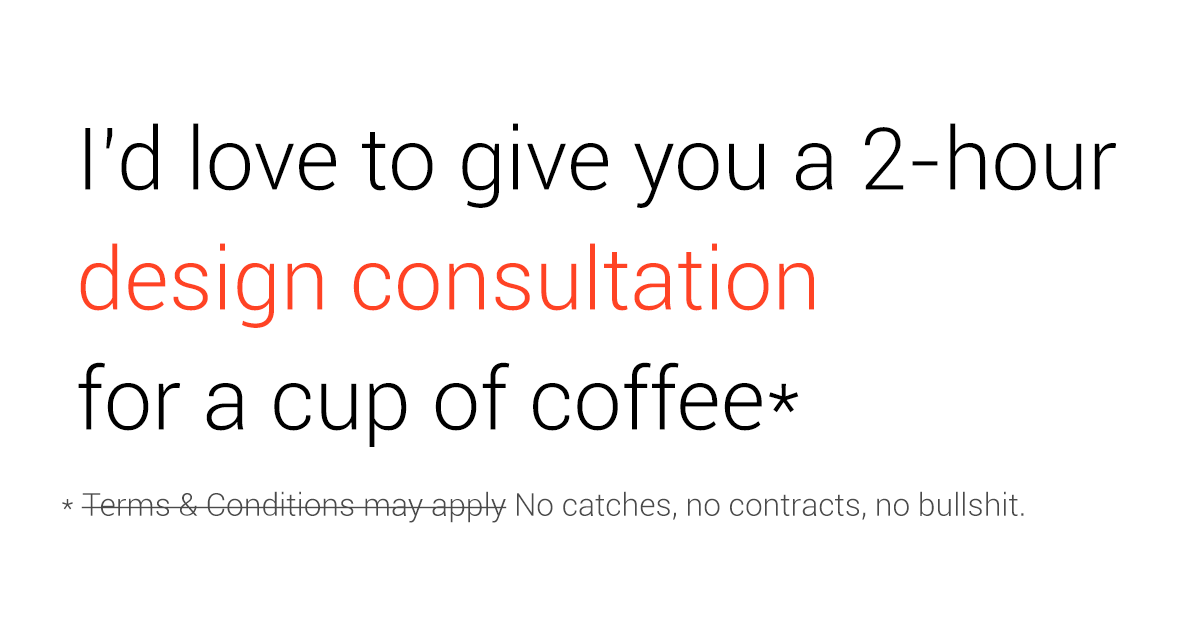 I'd love to give you a 2-hour
design consultation
for a cup of coffee*
* Terms & Conditions may apply No catches, no contracts, no bullshit.